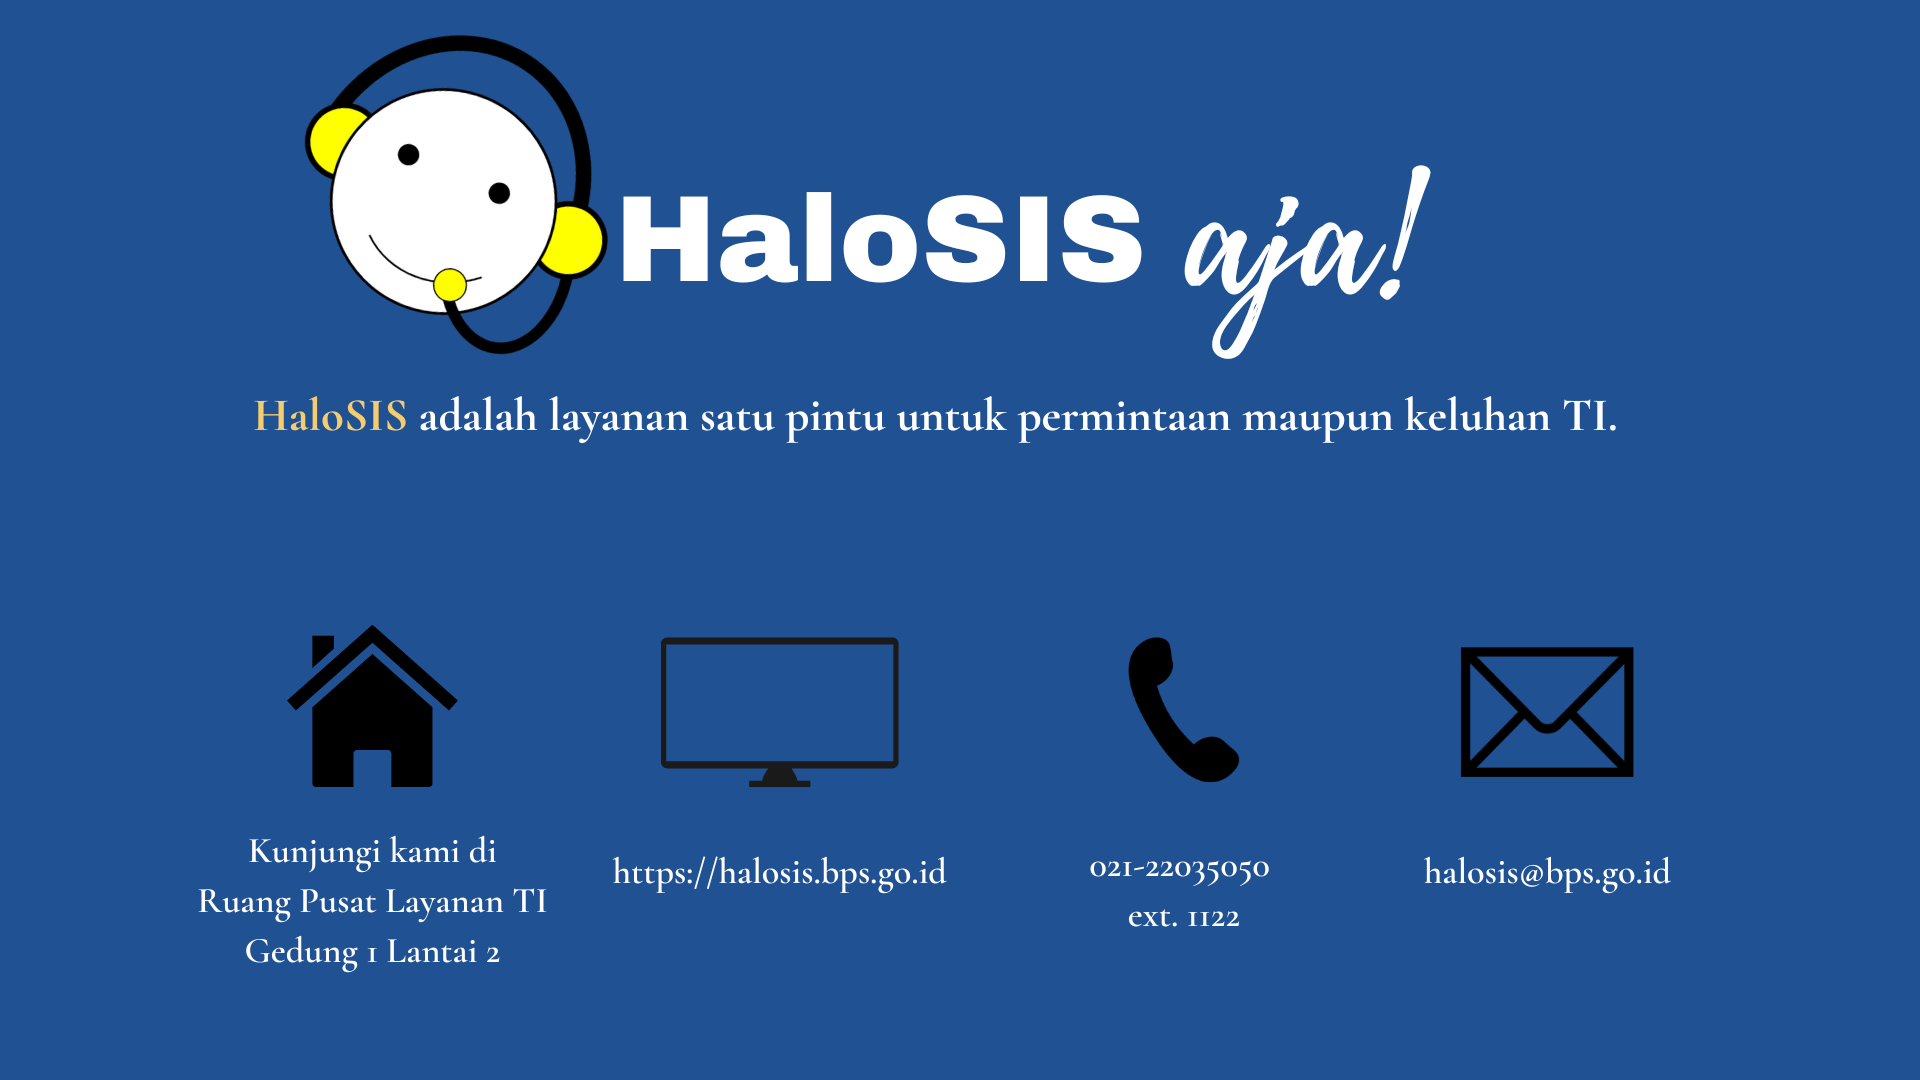 HaloSIS aja!
HaloSIS adalah layanan satu pintu untuk permintaan maupun keluhan TI.
Kunjungi kami di
Ruang Pusat Layanan TI
Gedung 1 Lantai 2
https://halosis.bps.go.id
021-22035050
ext. 1122
halosis@bps.go.id